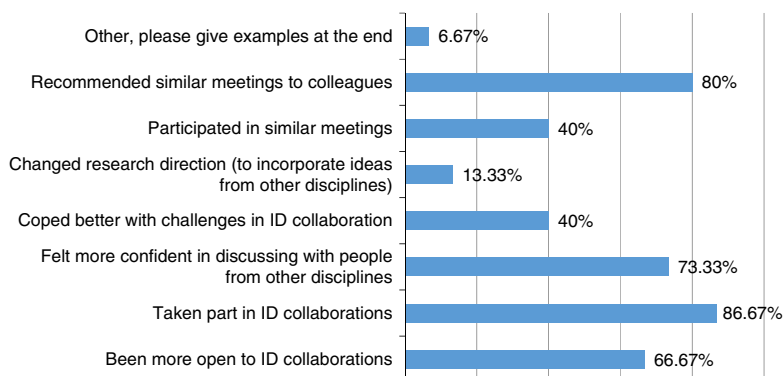 Other, please give examples at the end
6.67%
Recommended similar meetings to colleagues
80%
Participated in similar meetings
40%
Changed research direction (to incorporate ideas
from other disciplines)
13.33%
Coped better with challenges in ID collaboration
40%
Felt more confident in discussing with people
from other disciplines
73.33%
Taken part in ID collaborations
86.67%
Been more open to ID collaborations
66.67%